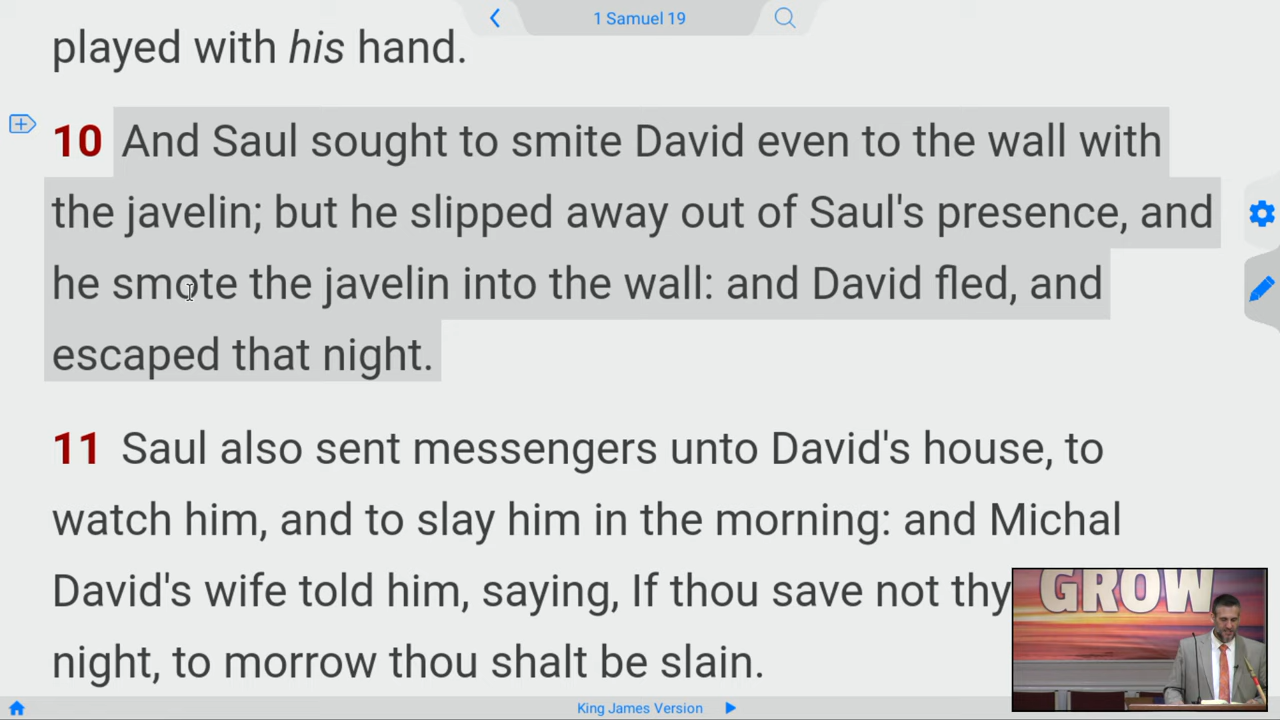 1 Samuel 19
played with his hand.
10 And Saul sought to smite David even to the wall with
the javelin; but he slipped away out of Saul's presence, and
he smote the javelin into the wall: and David fled, and
escaped that night.
11 Saul also sent messengers unto David's house, to
watch him, and to slay him in the morning: and Michal
David's wife told him, saying, If thou save not thy
night, to morrow thou shalt be slain.
GROW
King James Version